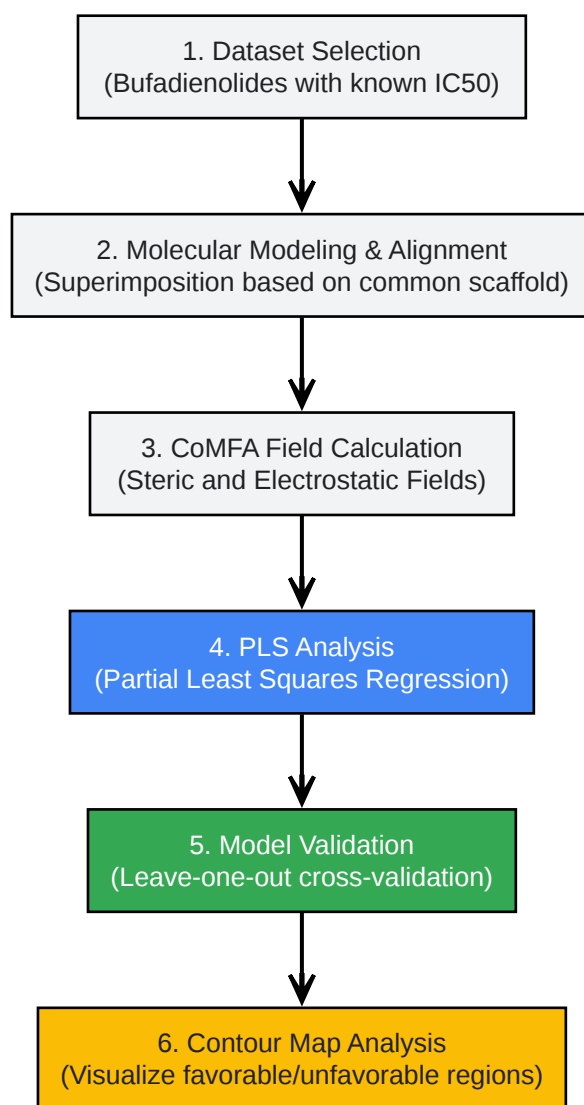 1. Dataset Selection
(Bufadienolides with known IC50)
2. Molecular Modeling & Alignment
(Superimposition based on common scaffold)
3. CoMFA Field Calculation
(Steric and Electrostatic Fields)
4. PLS Analysis
(Partial Least Squares Regression)
5. Model Validation
(Leave-one-out cross-validation)
6. Contour Map Analysis
(Visualize favorable/unfavorable regions)